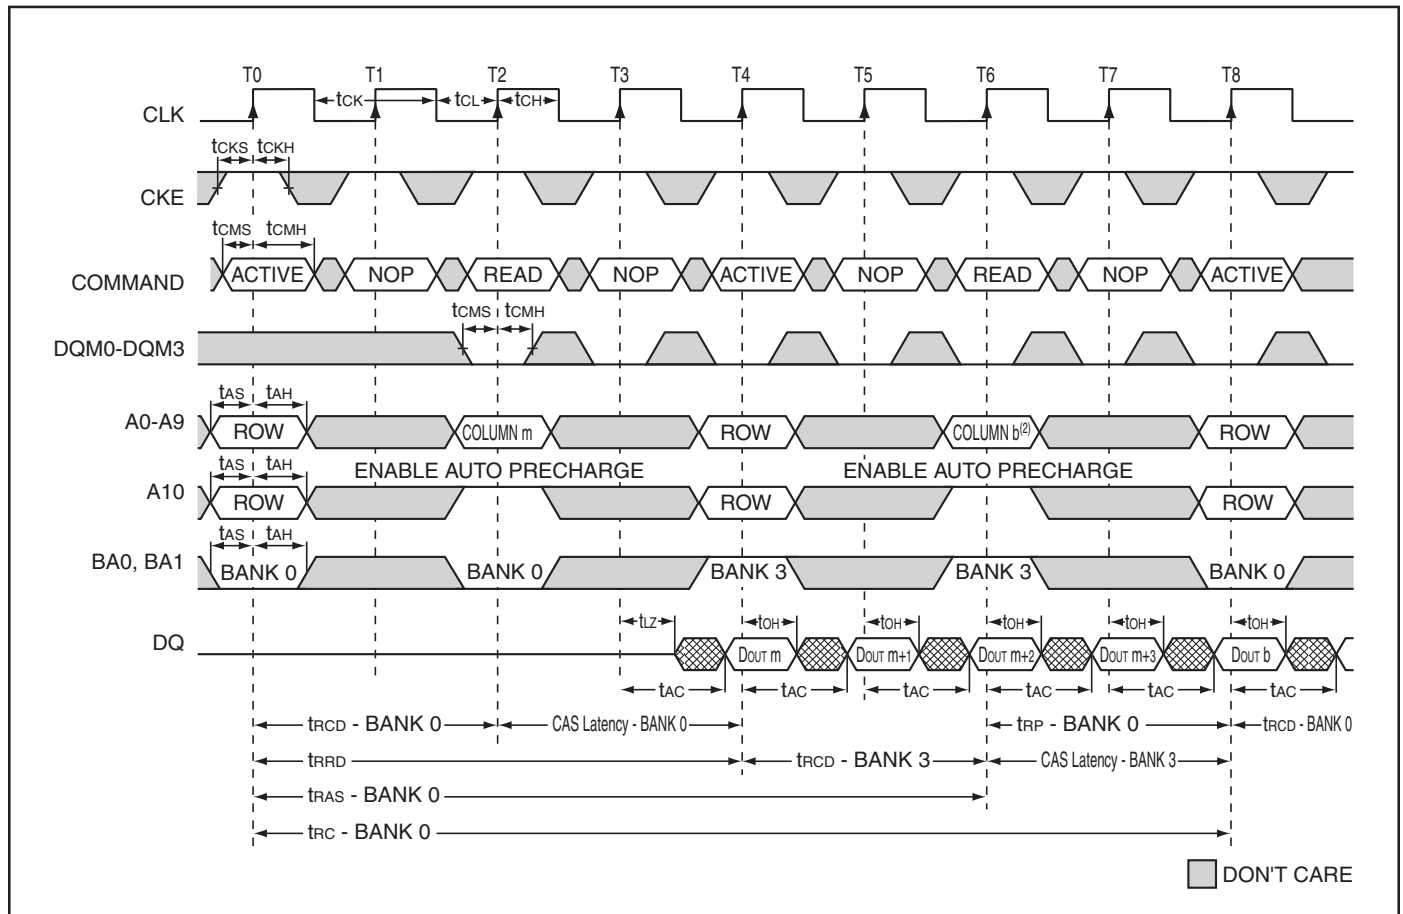 T0 T1 T2 T3 T4 T5 T6 T7 T8
CLK tCK tCL tCH
tCKS tCKH
CKE
tCMS tCMH
COMMAND ACTIVE NOP READ NOP ACTIVE NOP READ NOP ACTIVE
tCMS tCMH
DQM0-DQM3
tAS tAH
A0-A9 ROW COLUMN m ROW COLUMN b(2) ROW
tAS tAH ENABLE AUTO PRECHARGE ENABLE AUTO PRECHARGE
A10 ROW ROW ROW
tAS tAH
BA0, BA1 BANK 0 BANK 0 BANK 3 BANK 3 BANK 0
tLZ tOH tOH tOH tOH tOH
DQ DOUT m DOUT m+1 DOUT m+2 DOUT m+3 DOUT b
tAC tAC tAC tAC tAC tAC
tRCD - BANK 0 CAS Latency - BANK 0 tRP - BANK 0 tRCD - BANK 0
tRRD tRCD - BANK 3 CAS Latency - BANK 3
tRAS - BANK 0
tRC - BANK 0
DON'T CARE